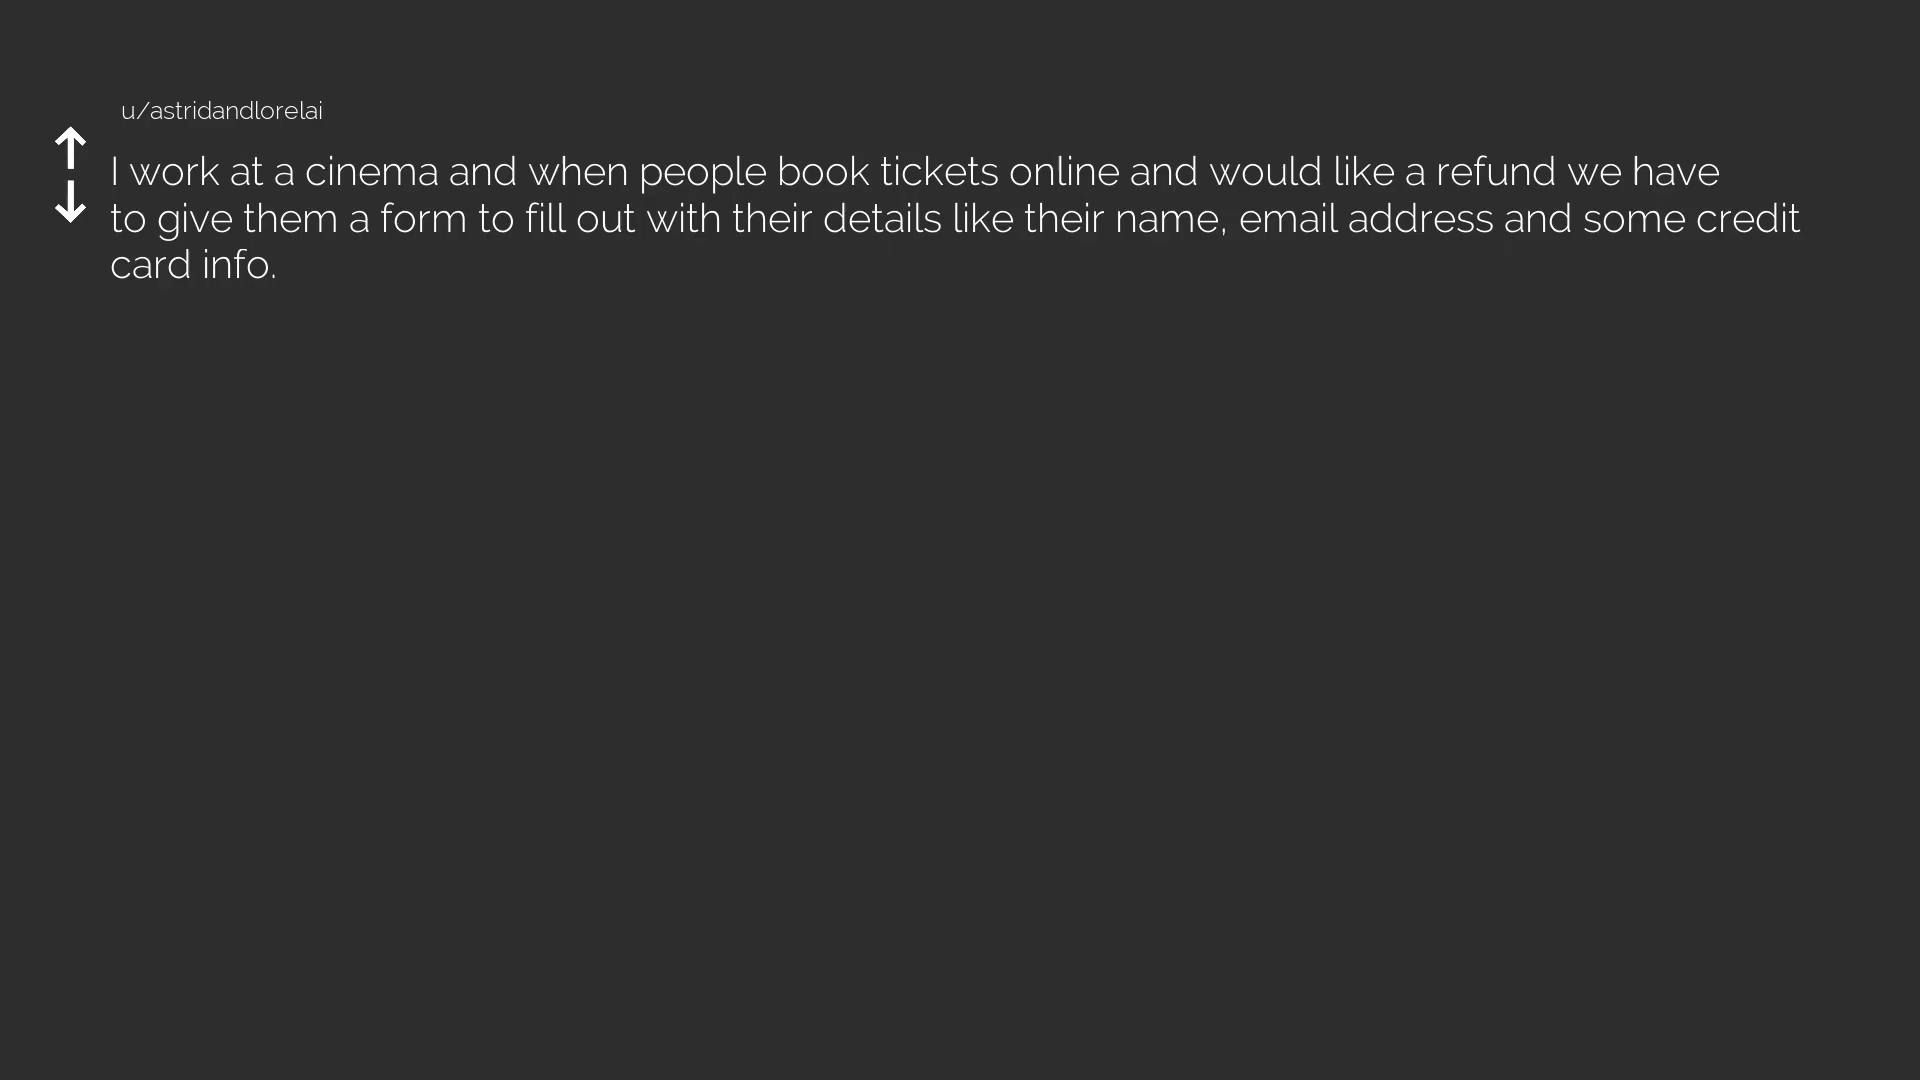 u/astridandlorelai
I work at a cinema and when people book tickets online and would like a refund we have
to give them a form to fill out with their details like their name, email address and some credit
card info.